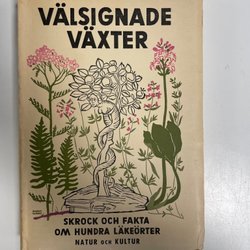 VÄLSIGNADE
VÄXTER
SKROCK OCH FAKTA
OM HUNDRA LÄKEÖRTER
NATUR OCH KULTUR